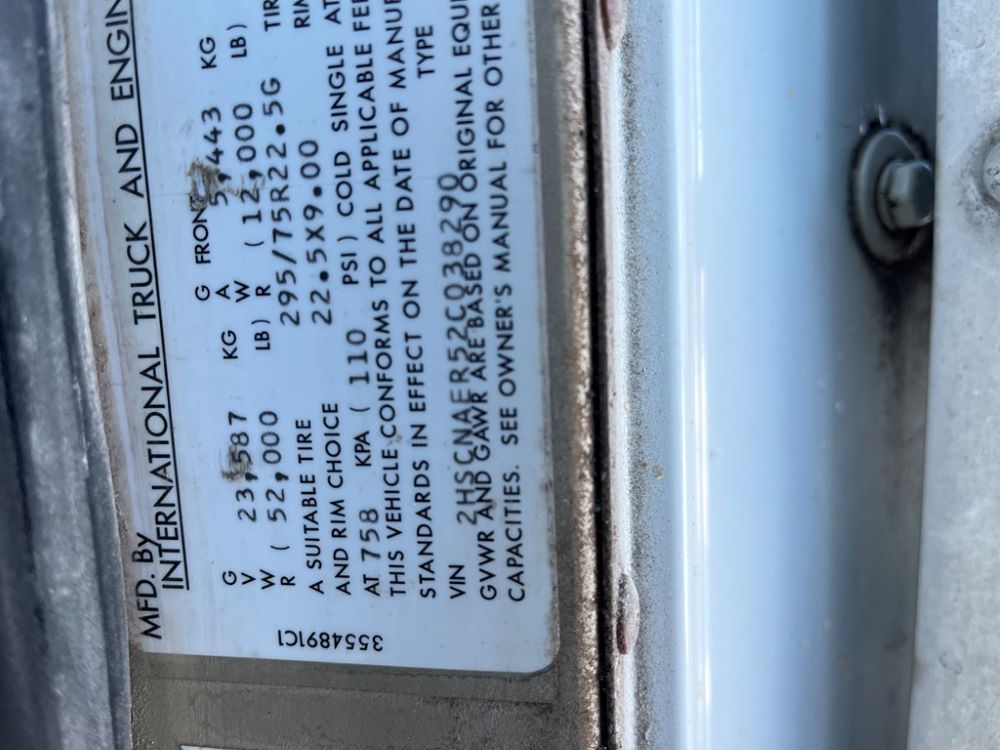 MFD. By
INTERNATIONAL TRUCK AND ENGIN
G V W R 23,587 KG ( 52,000 LB) G A W R FRONT 5,443 KG ( 12,000 LB)
A SUITABLE TIRE 295/75R22.5G TIR
AND RIM CHOICE 22.5X9.00 RIM
AT 758 KPA ( 110 PSI ) COLD SINGLE AT
THIS VEHICLE CONFORMS TO ALL APPLICABLE FE
STANDARDS IN EFFECT ON THE DATE OF MANUF
VIN 2HSCNAER52C038290 TYPE
GVWR AND GAWR ARE BASED ON ORIGINAL EQUI
CAPACITIES. SEE OWNER'S MANUAL FOR OTHER
3554891C1